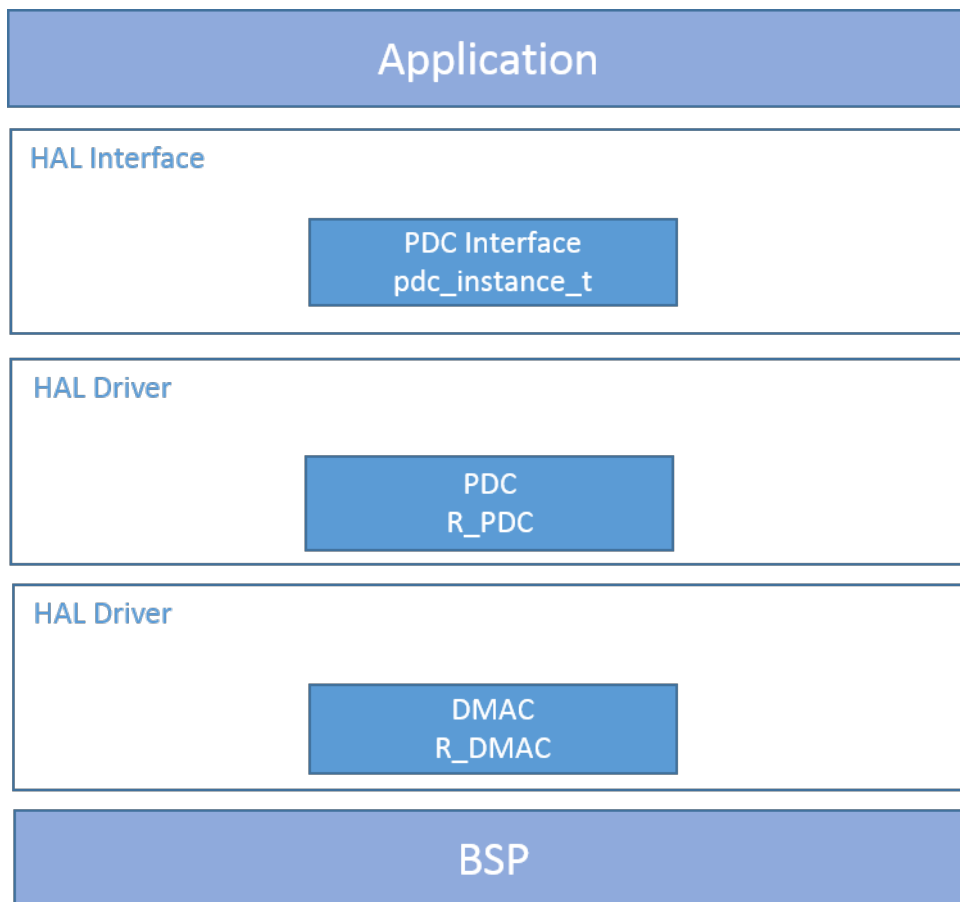 Application
HAL Interface
PDC Interface
pdc_instance_t
HAL Driver
PDC
R_PDC
HAL Driver
DMAC
R_DMAC
BSP